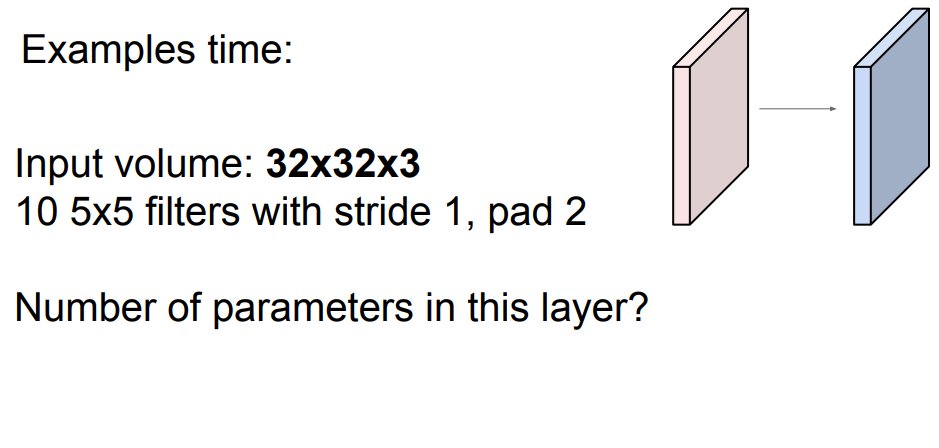 Examples time:
Input volume: 32x32x3
10 5x5 filters with stride 1, pad 2
Number of parameters in this layer?